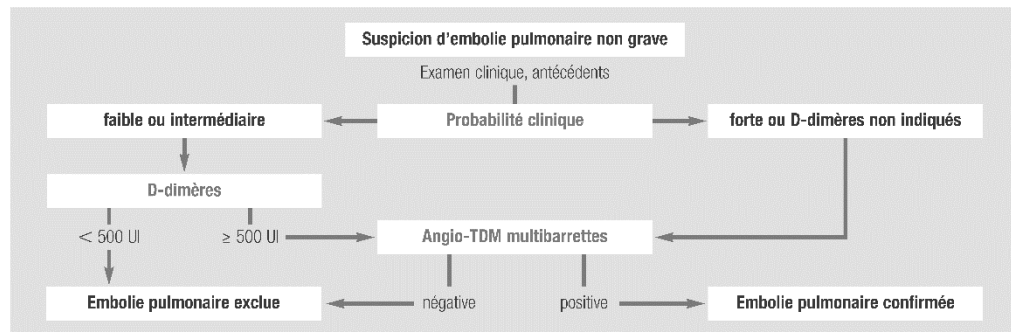 Suspicion d'embolie pulmonaire non grave
Examen clinique, antécédents
faible ou intermédiaire
Probabilité clinique
forte ou D-dimères non indiqués
D-dimères
< 500 UI
≥ 500 UI
Angio-TDM multibarrettes
Embolie pulmonaire exclue
négative
positive
Embolie pulmonaire confirmée